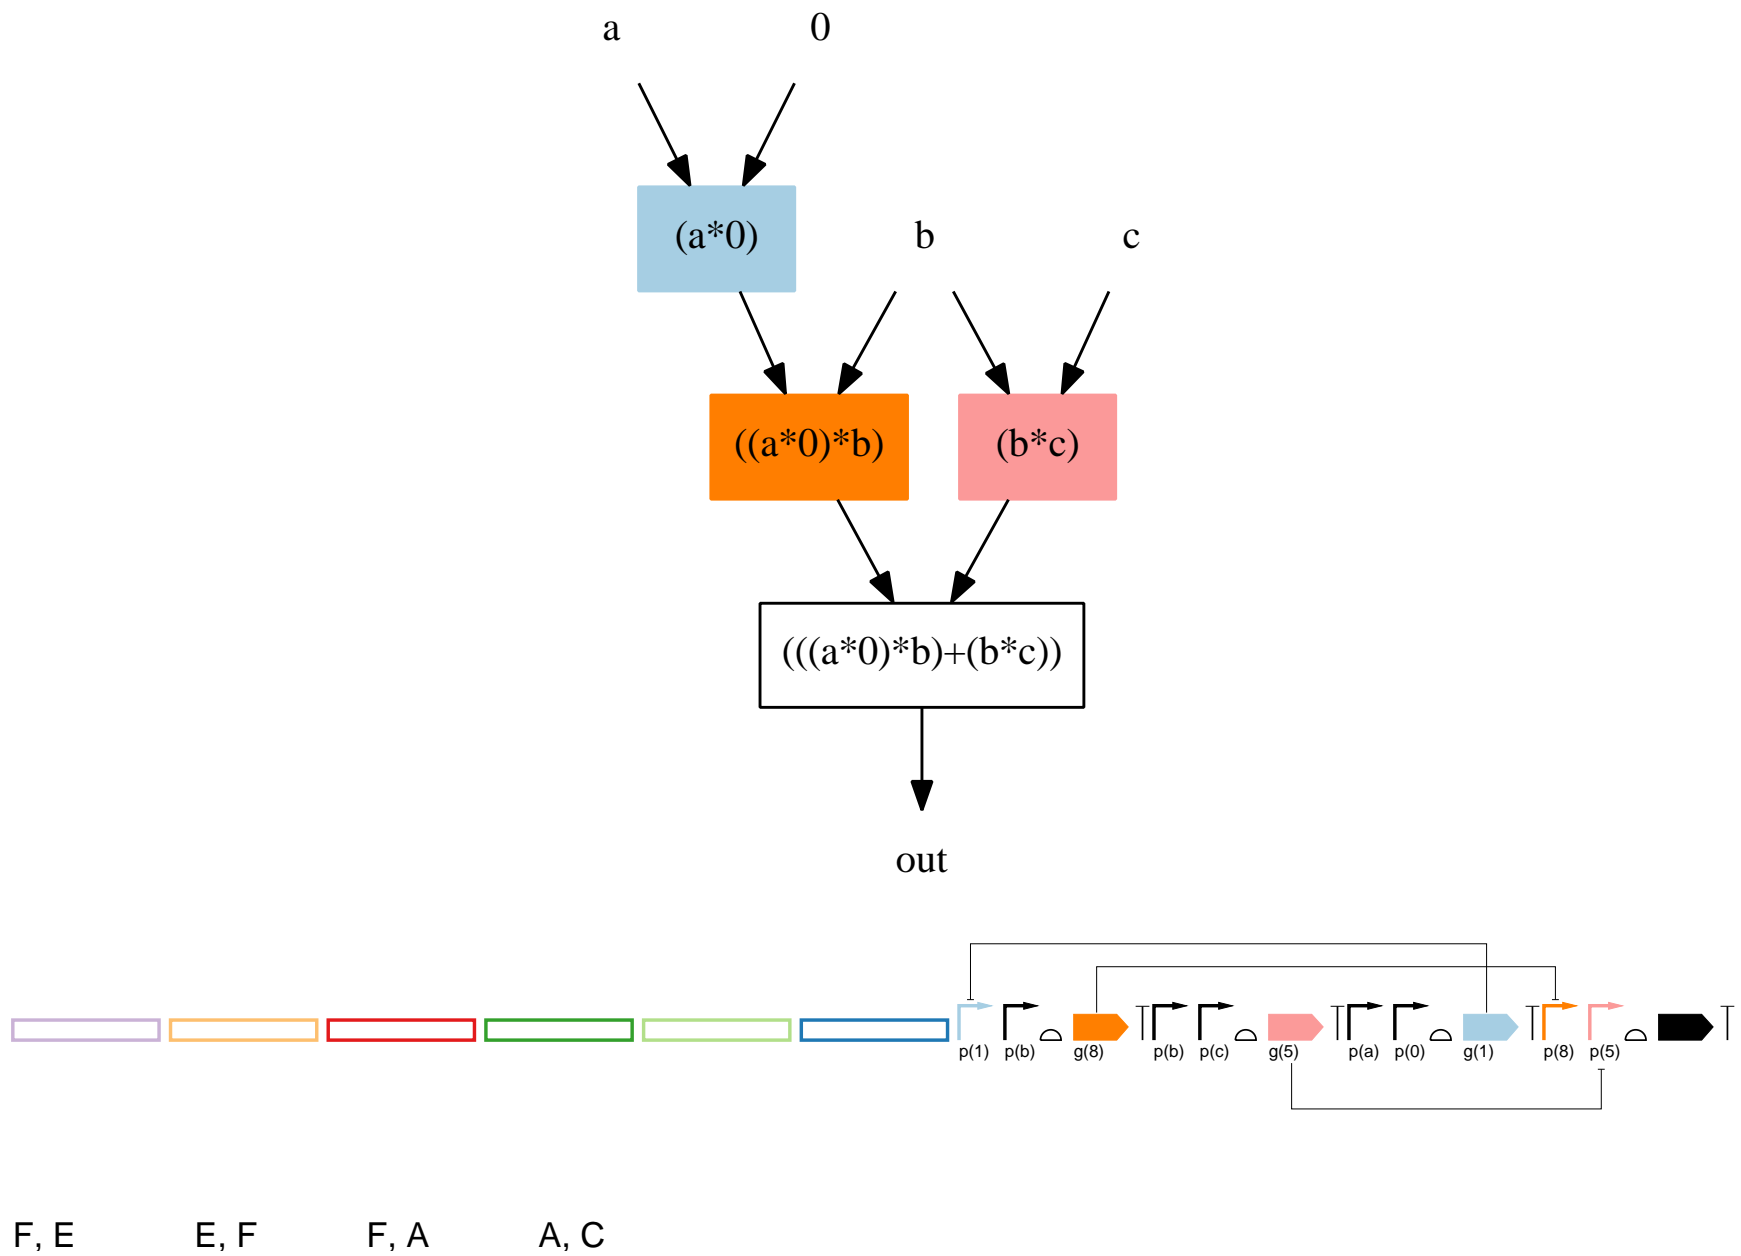 a 0
(a*0) b c
((a*0)*b) (b*c)
(((a*0)*b)+(b*c))
out
p(1) p(b) g(8) p(b) p(c) g(5) p(a) p(0) g(1) p(8) p(5)
F, E E, F F, A A, C